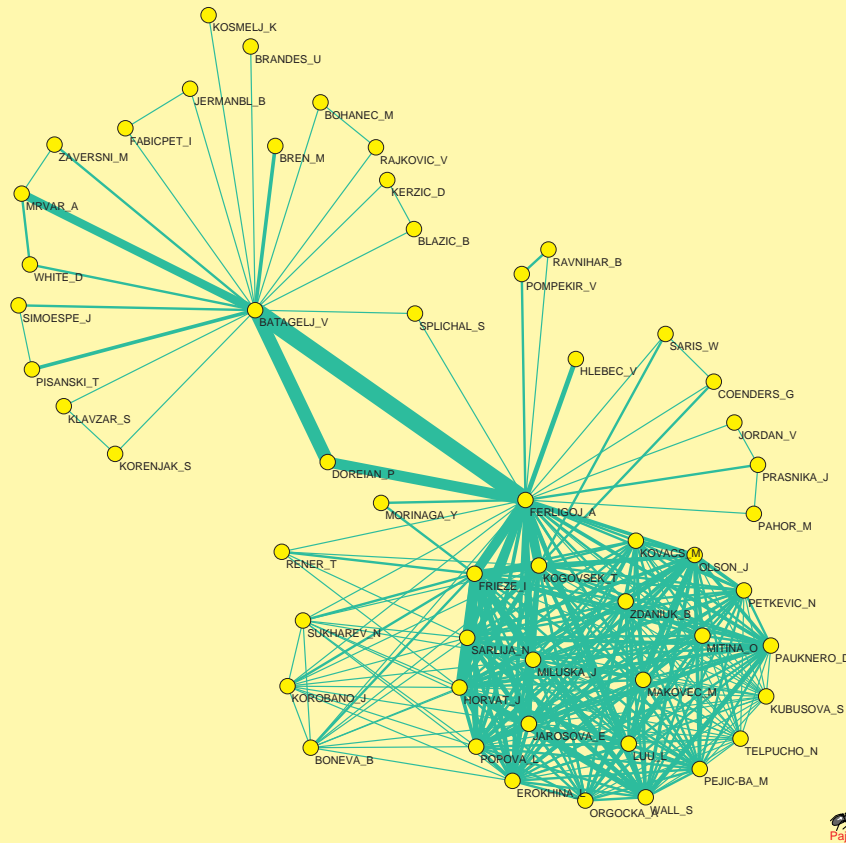 KOSMELJ_K
BRANDES_U
JERMANBL_B
BOHANEC_M
FABICPET_I
BREN_M
RAJKOVIC_V
ZAVERSNI_M
KERZIC_D
MRVAR_A
BLAZIC_B
RAVNIHAR_B
WHITE_D
POMPEKIR_V
SIMOESPE_J
BATAGELJ_V
SPLICHAL_S
SARIS_W
HLEBEC_V
PISANSKI_T
COENDERS_G
KLAVZAR_S
JORDAN_V
KORENJAK_S
DOREIAN_P
PRASNIKA_J
MORINAGA_Y
FERLIGOJ_A
PAHOR_M
RENER_T
KOVACS_M
OLSON_J
FRIEZE_I
KOGOVSEK_T
PETKEVIC_N
ZDANIUK_B
SUKHAREV_N
SARLIJA_N
MITINA_O
PAUKNERO_D
MILUSKA_J
KOROBANO_J
HORVAT_J
MAKOVEC_M
KUBUSOVA_S
JAROSOVA_E
BONEVA_B
POPOVA_L
LUU_L
TELPUCHO_N
PEJIC-BA_M
EROKHINA_L
ORGOCKA_A
WALL_S
Paj